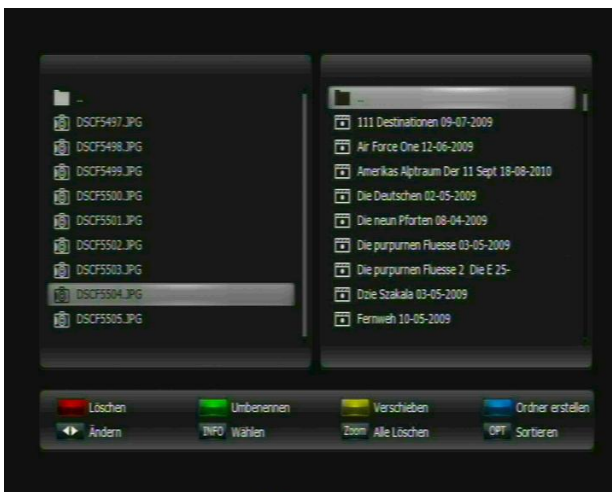 ..
DSCF5497.JPG
DSCF5498.JPG
DSCF5499.JPG
DSCF5500.JPG
DSCF5501.JPG
DSCF5502.JPG
DSCF5503.JPG
DSCF5504.JPG
DSCF5505.JPG
..
111 Destinationen 09-07-2009
Air Force One 12-06-2009
Amerikas Alptraum Der 11 Sept 18-08-2010
Die Deutschen 02-05-2009
Die neun Pforten 08-04-2009
Die purpurnen Fluesse 03-05-2009
Die purpurnen Fluesse 2 Die E 25-
Dzie Szakala 03-05-2009
Fernweh 10-05-2009
Löschen Umbenennen Verschieben Ordner erstellen
Ändern INFO Wählen Zoom Alle Löschen OPT Sortieren